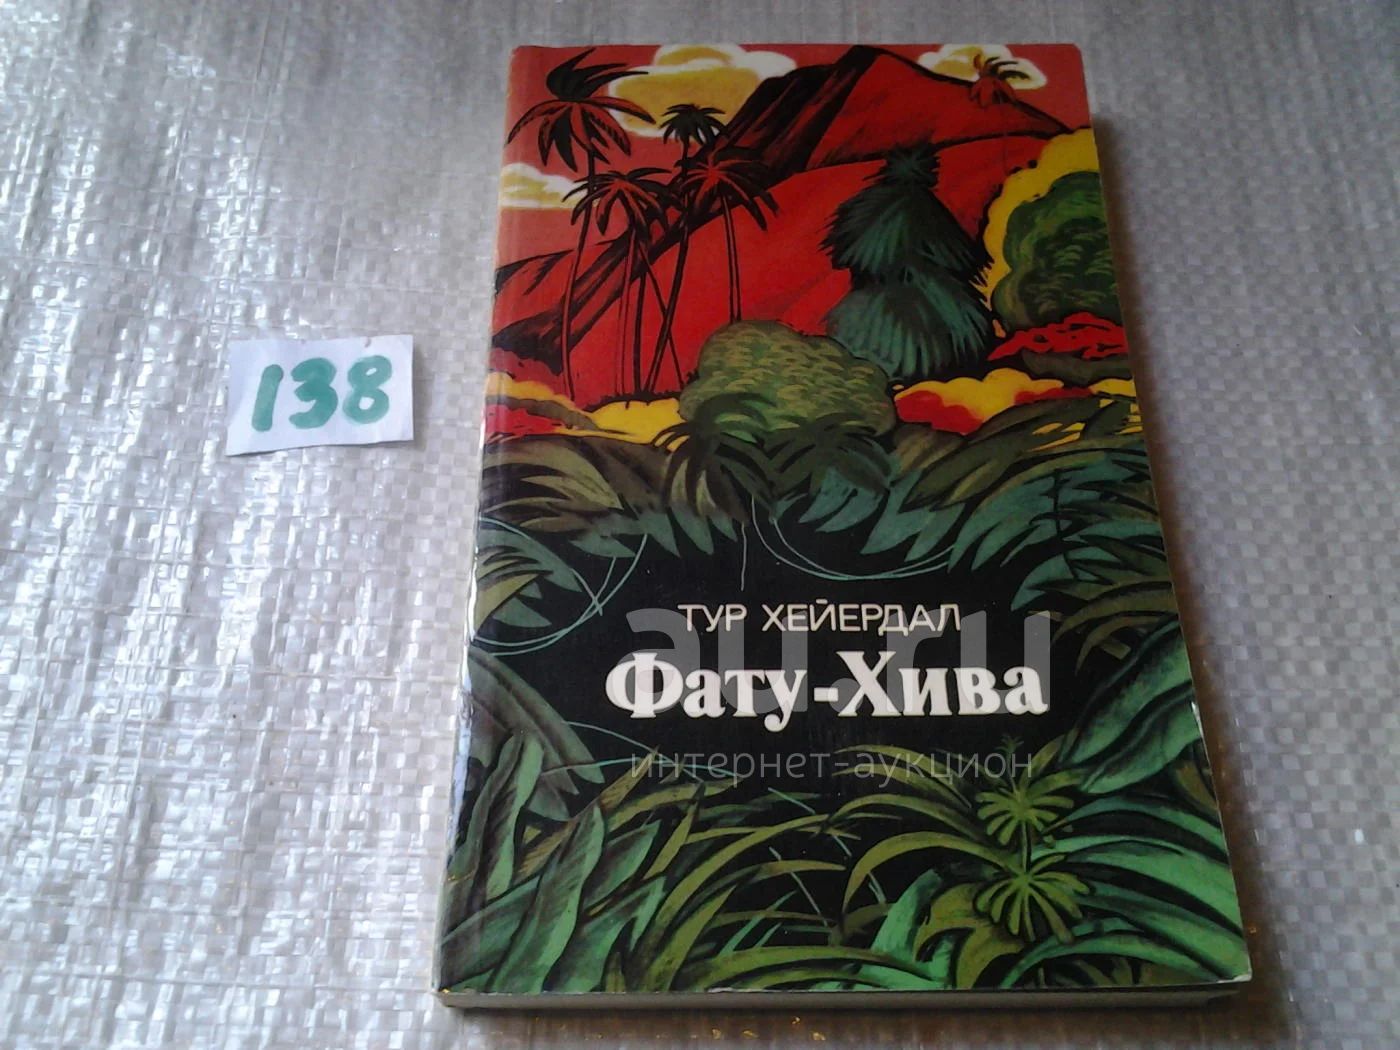 138
ТУР ХЕЙЕРДАЛ
Фату-Хива
au.ru
интернет-аукцион